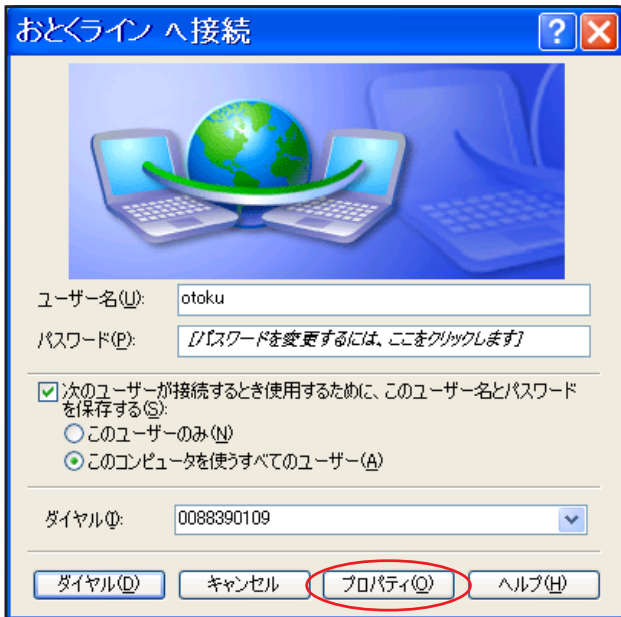 おとくライン へ接続
ユーザー名(U):
otoku
パスワード(P):
[パスワードを変更するには、ここをクリックします]
次のユーザーが接続するとき使用するために、このユーザー名とパスワード
を保存する(S):
このユーザーのみ(N)
このコンピュータを使うすべてのユーザー(A)
ダイヤル(I):
0088390109
ダイヤル(D) キャンセル プロパティ(O) ヘルプ(H)